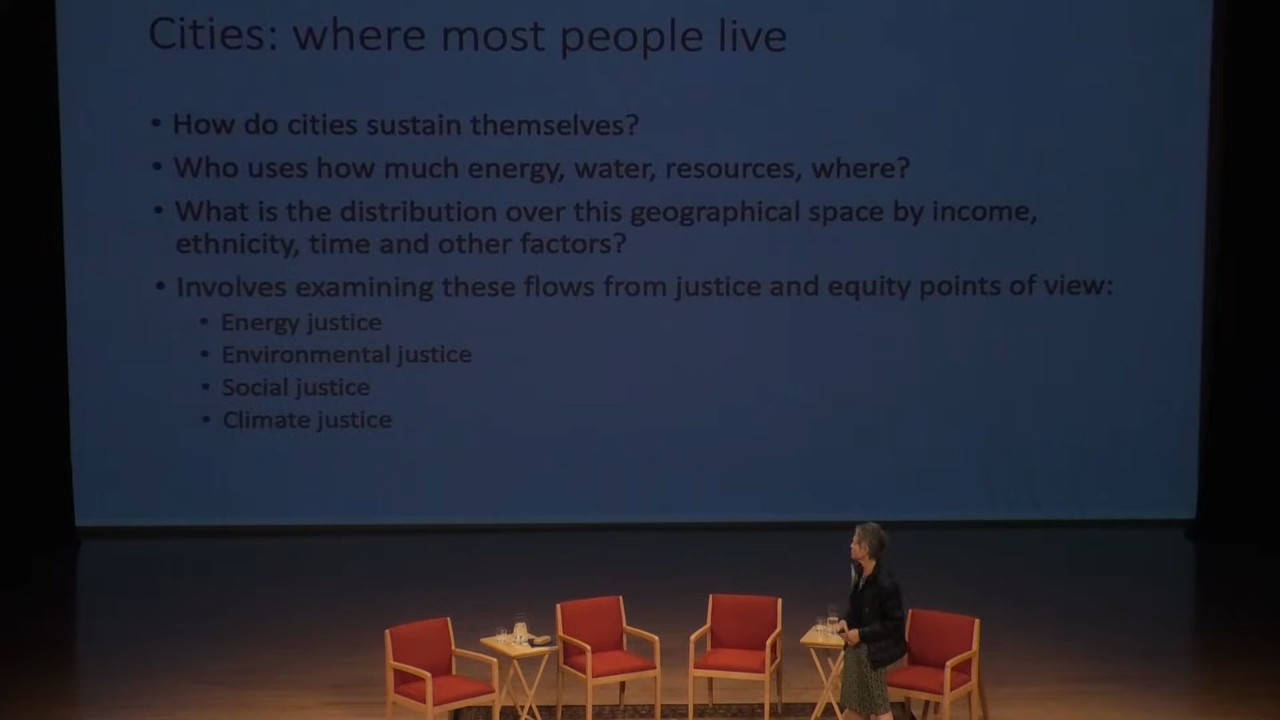 Cities: where most people live
• How do cities sustain themselves?
• Who uses how much energy, water, resources, where?
• What is the distribution over this geographical space by income,
ethnicity, time and other factors?
• Involves examining these flows from justice and equity points of view:
• Energy justice
• Environmental justice
• Social justice
• Climate justice